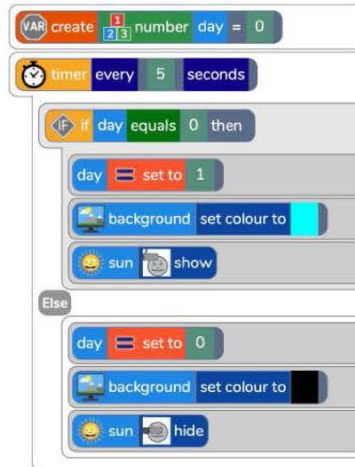 VAR create 1 2 3 number day = 0
timer every 5 seconds
IF if day equals 0 then
day = set to 1
background set colour to
sun show
Else
day = set to 0
background set colour to
sun hide